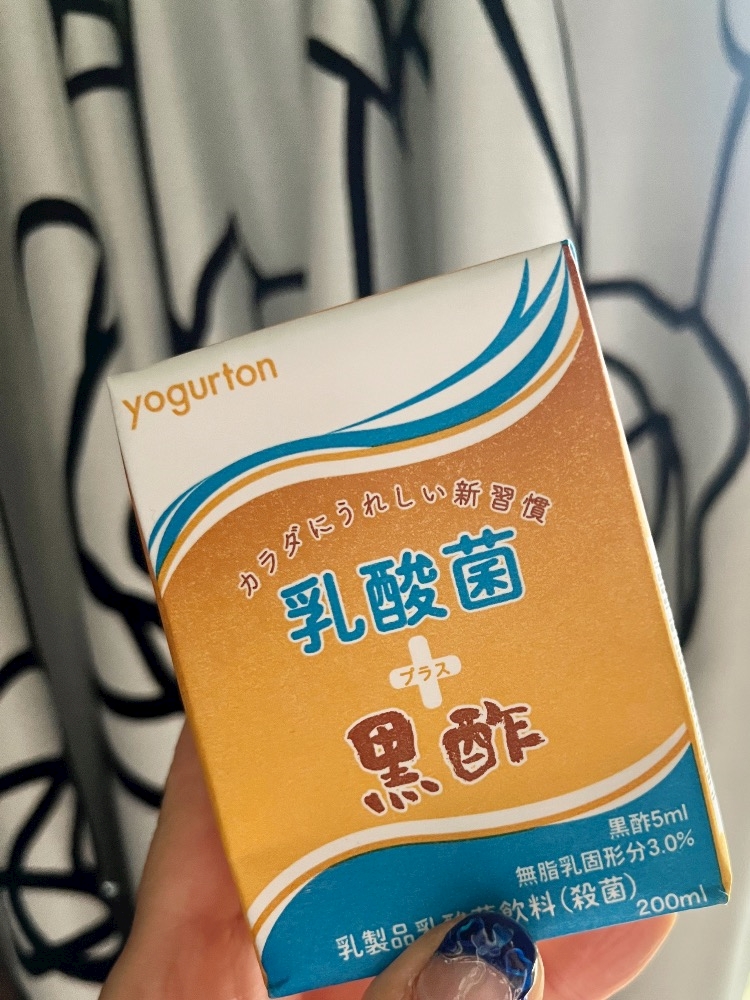 yogurton
カラダにうれしい新習慣
乳酸菌
プラス
黒酢
黒酢5ml
無脂乳固形分3.0%
乳製品乳酸菌飲料(殺菌)
200ml